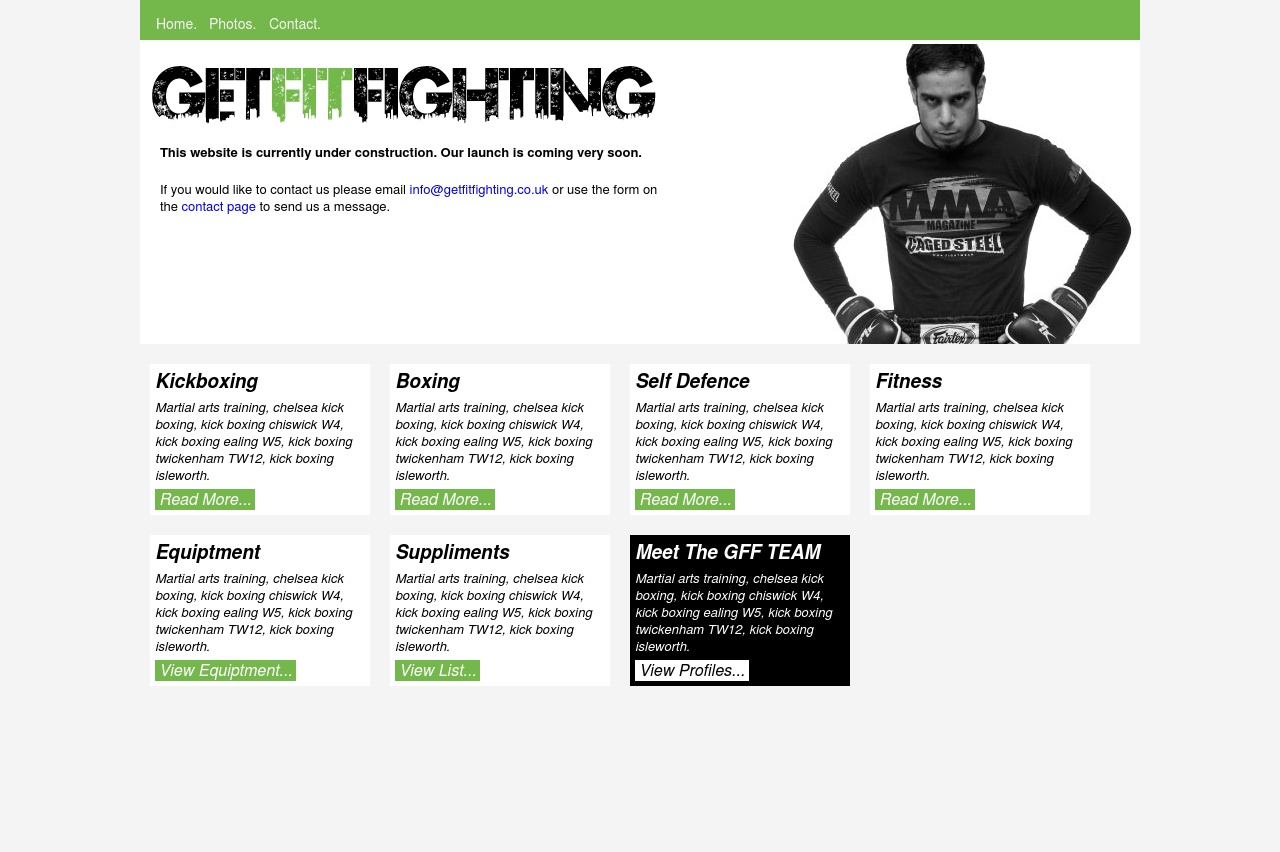 Home. Photos. Contact.
GETFITFIGHTING
This website is currently under construction. Our launch is coming very soon.
If you would like to contact us please email info@getfitfighting.co.uk or use the form on
the contact page to send us a message.
MMA
MAGAZINE
CAGED STEEL
Fairtex
Kickboxing
Martial arts training, chelsea kick
boxing, kick boxing chiswick W4,
kick boxing ealing W5, kick boxing
twickenham TW12, kick boxing
isleworth.
Read More...
Boxing
Martial arts training, chelsea kick
boxing, kick boxing chiswick W4,
kick boxing ealing W5, kick boxing
twickenham TW12, kick boxing
isleworth.
Read More...
Self Defence
Martial arts training, chelsea kick
boxing, kick boxing chiswick W4,
kick boxing ealing W5, kick boxing
twickenham TW12, kick boxing
isleworth.
Read More...
Fitness
Martial arts training, chelsea kick
boxing, kick boxing chiswick W4,
kick boxing ealing W5, kick boxing
twickenham TW12, kick boxing
isleworth.
Read More...
Equiptment
Martial arts training, chelsea kick
boxing, kick boxing chiswick W4,
kick boxing ealing W5, kick boxing
twickenham TW12, kick boxing
isleworth.
View Equiptment...
Suppliments
Martial arts training, chelsea kick
boxing, kick boxing chiswick W4,
kick boxing ealing W5, kick boxing
twickenham TW12, kick boxing
isleworth.
View List...
Meet The GFF TEAM
Martial arts training, chelsea kick
boxing, kick boxing chiswick W4,
kick boxing ealing W5, kick boxing
twickenham TW12, kick boxing
isleworth.
View Profiles...